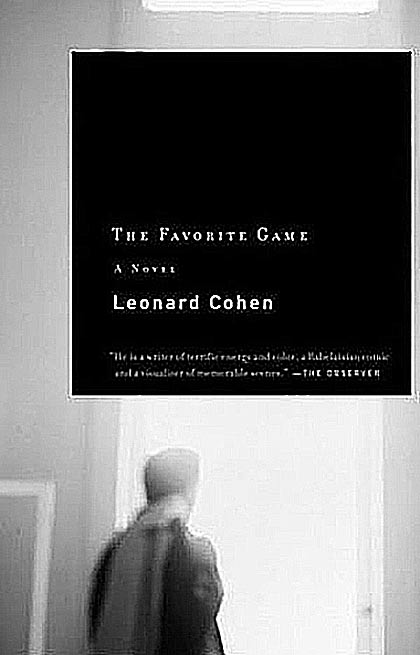 The Favorite Game
A Novel
Leonard Cohen
"He is a writer of terrific energy and color, a Rabelaisian comic
and a visualiser of memorable scenes." —THE OBSERVER